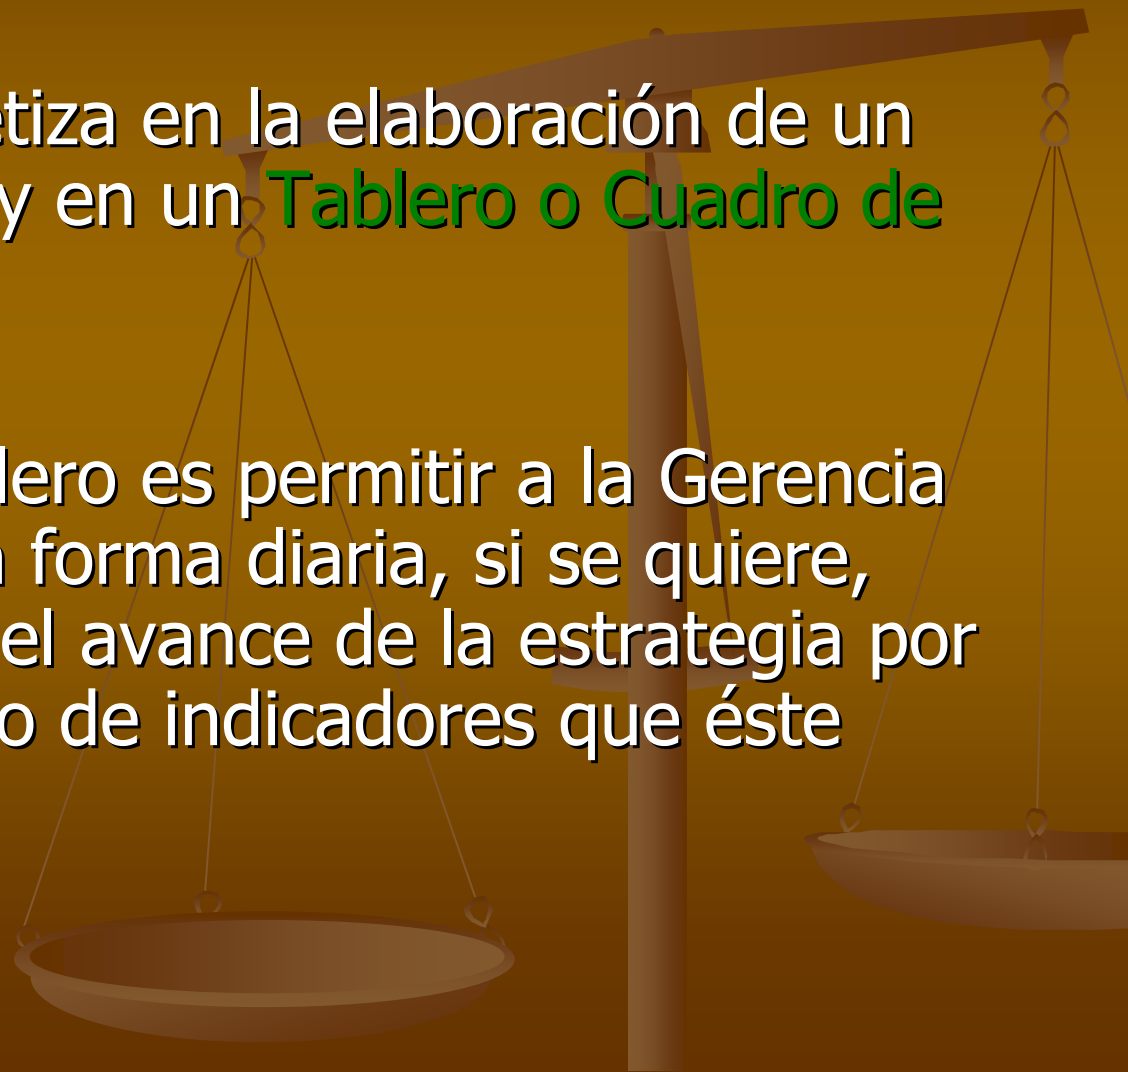 etiza en la elaboración de un
y en un Tablero o Cuadro de
lero es permitir a la Gerencia
forma diaria, si se quiere,
el avance de la estrategia por
o de indicadores que éste